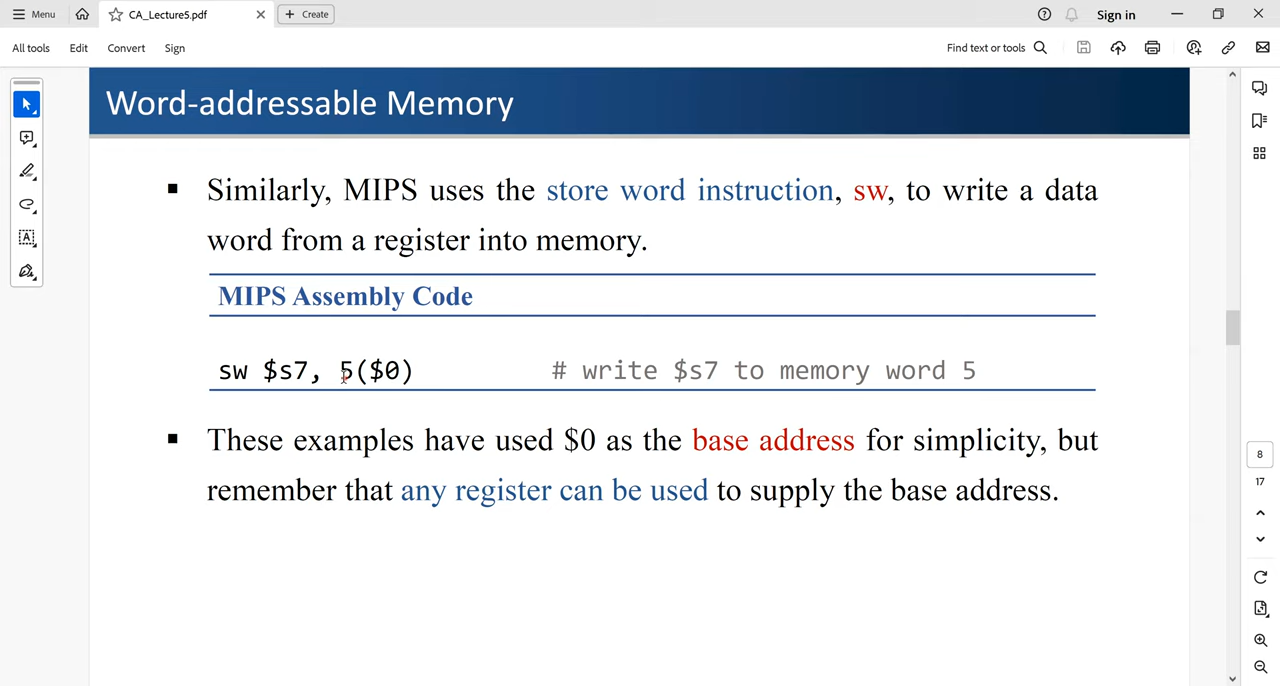 Menu
CA_Lecture5.pdf
Create
Sign in
All tools
Edit
Convert
Sign
Find text or tools
Word-addressable Memory
▪ Similarly, MIPS uses the store word instruction, sw, to write a data
word from a register into memory.
MIPS Assembly Code
sw $s7, 5($0) # write $s7 to memory word 5
▪ These examples have used $0 as the base address for simplicity, but
remember that any register can be used to supply the base address.
8
17